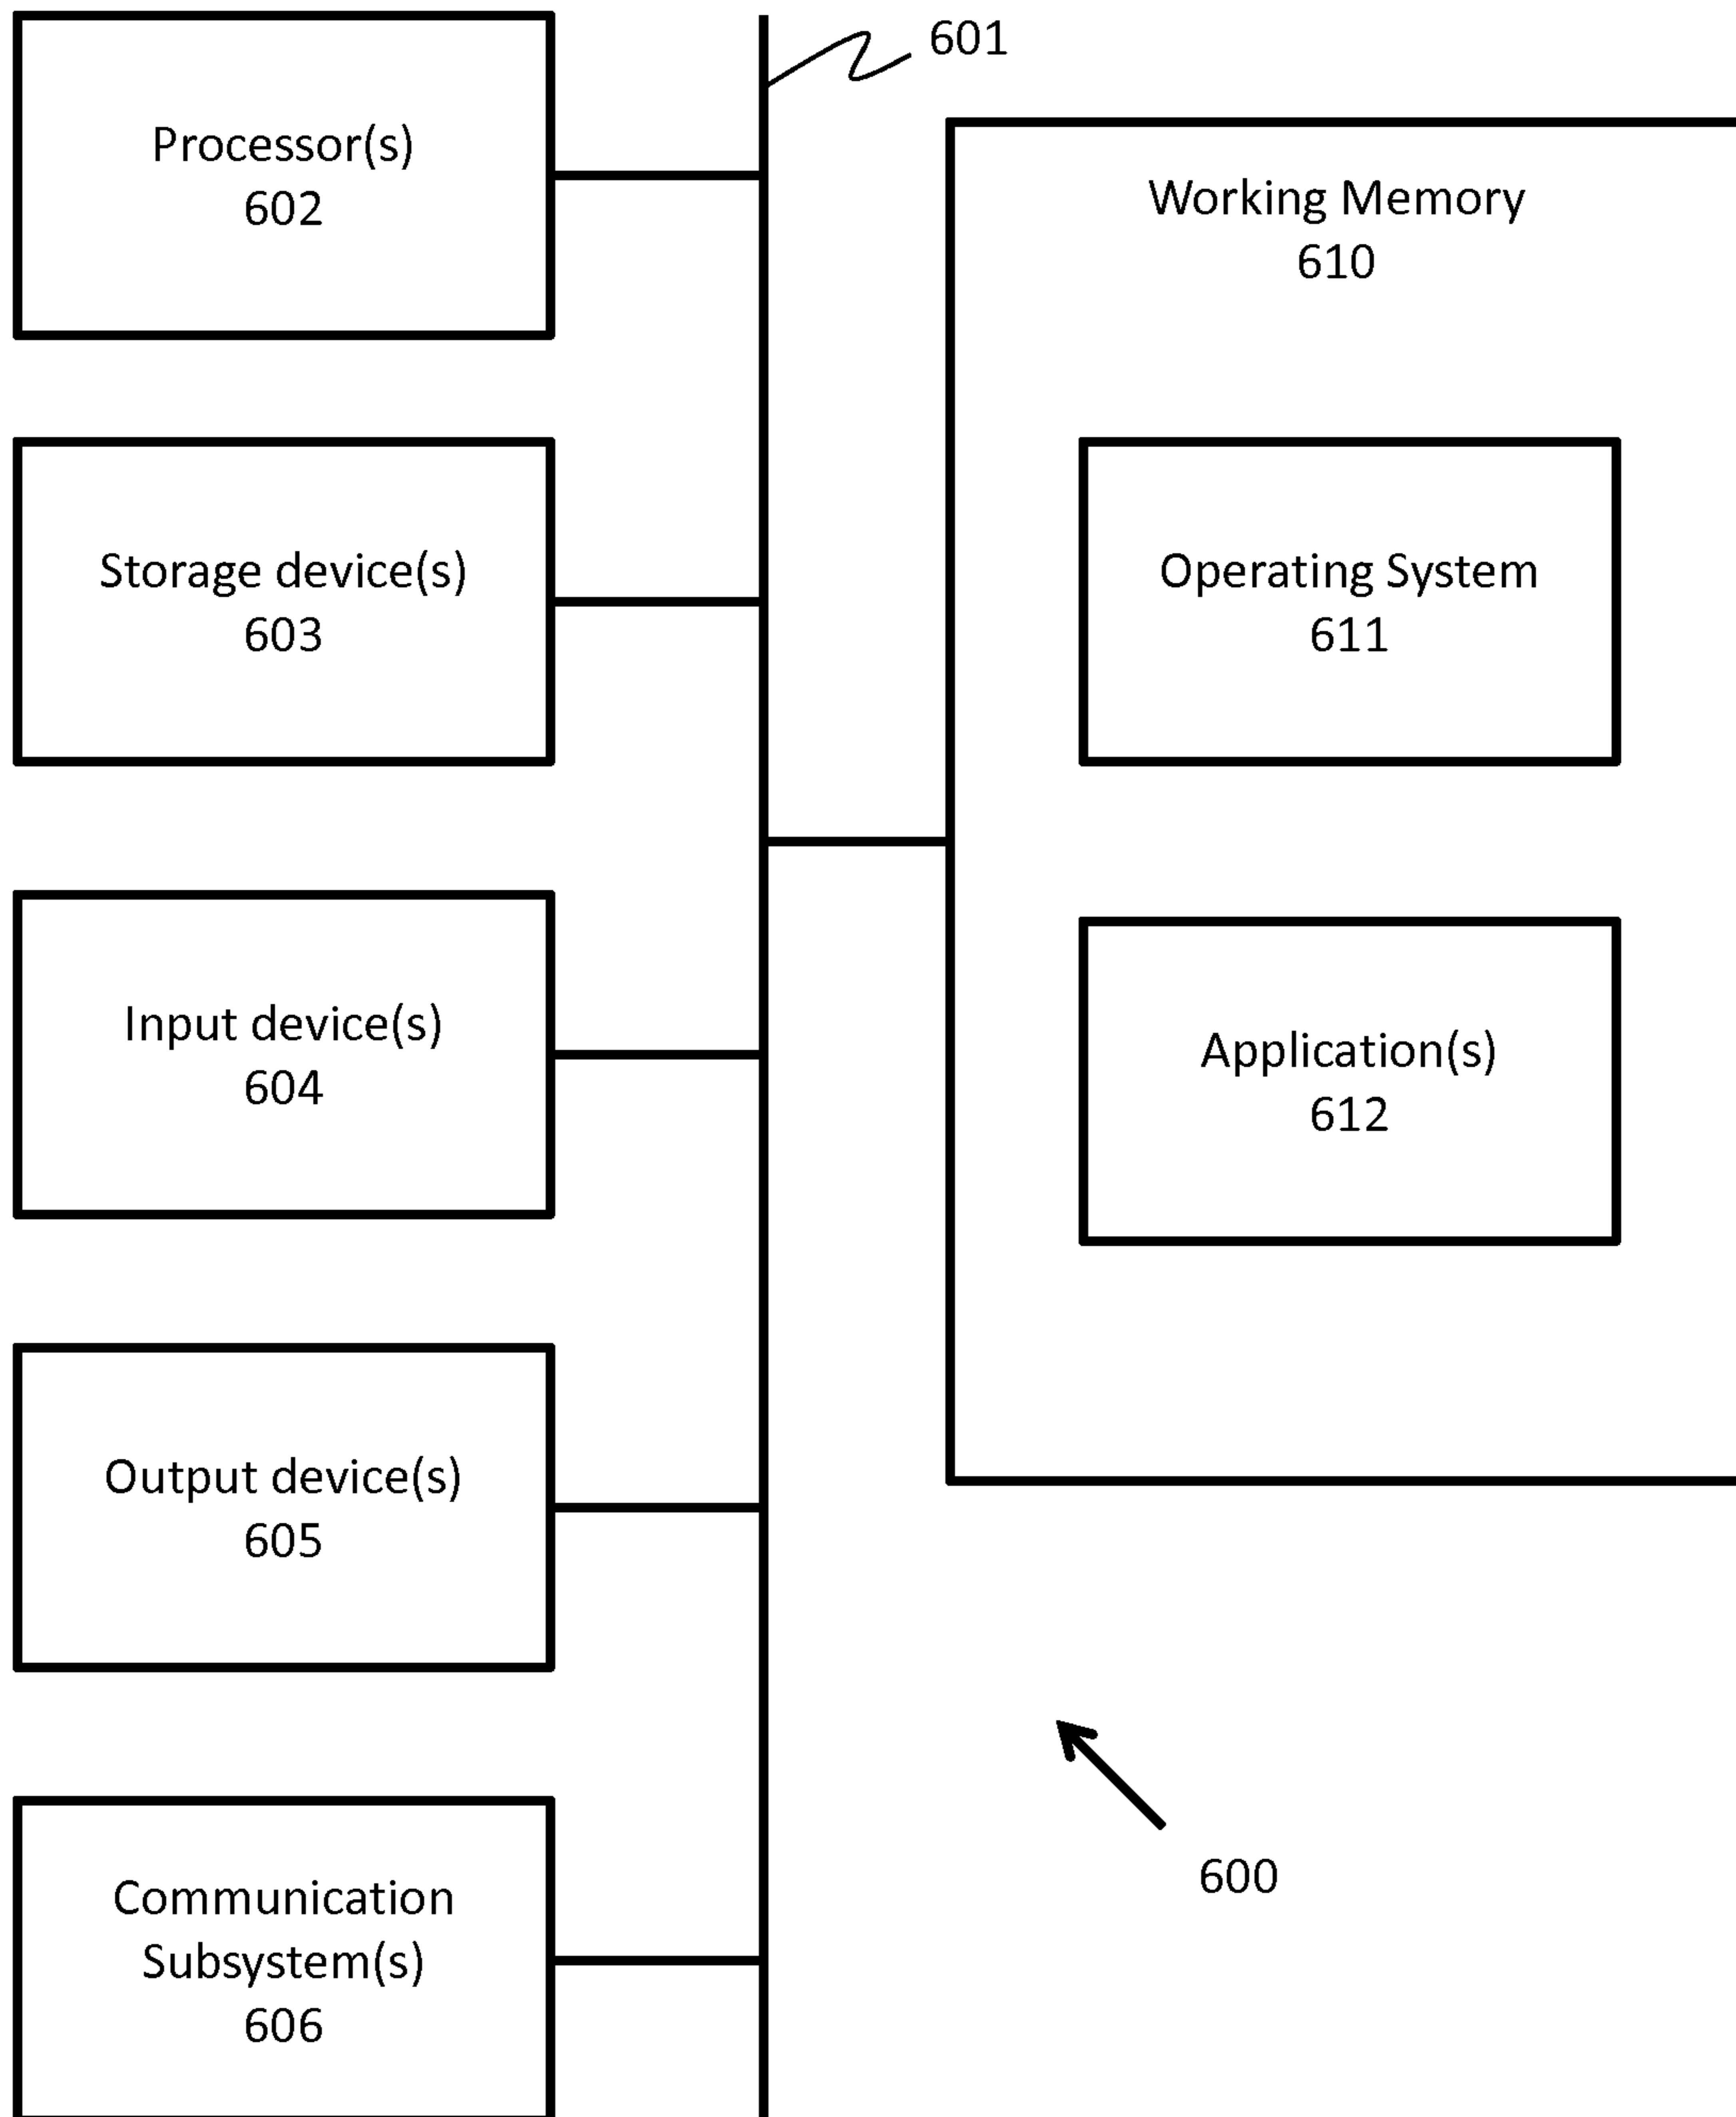 601
Processor(s)
602
Working Memory
610
Storage device(s)
603
Operating System
611
Input device(s)
604
Application(s)
612
Output device(s)
605
Communication
Subsystem(s)
606
600